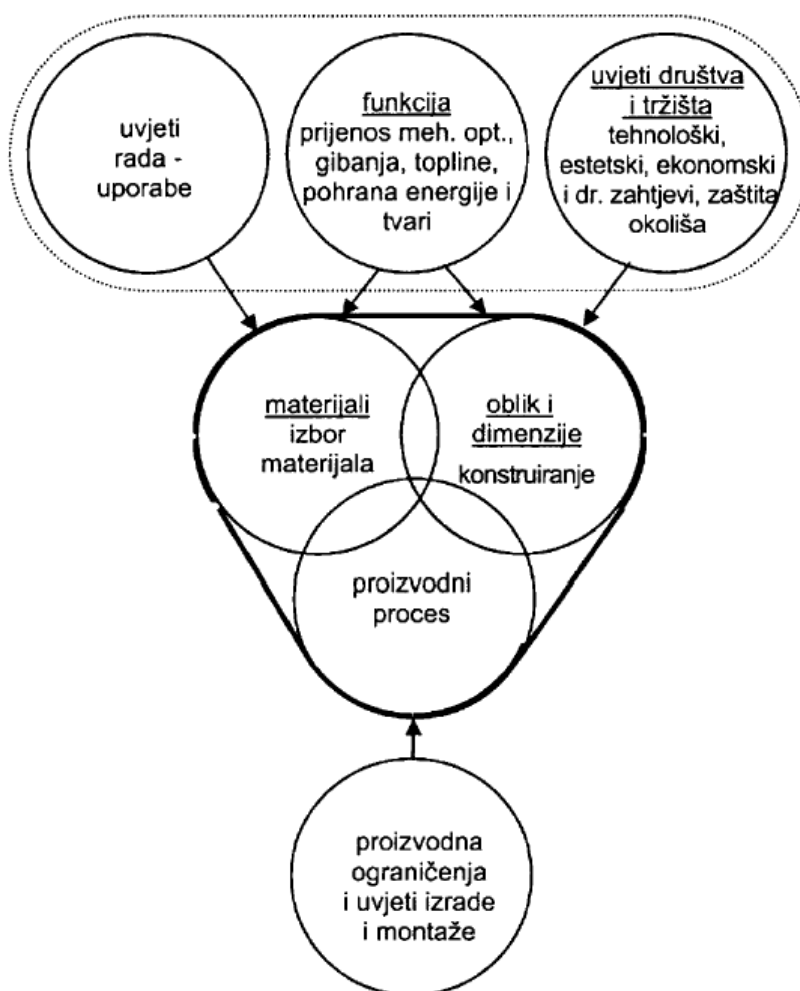 uvjeti
rada -
uporabe
funkcija
prijenos meh. opt.,
gibanja, topline,
pohrana energije i
tvari
uvjeti društva
i tržišta
tehnološki,
estetski, ekonomski
i dr. zahtjevi, zaštita
okoliša
materijali
izbor
materijala
oblik i
dimenzije
konstruiranje
proizvodni
proces
proizvodna
ograničenja
i uvjeti izrade
i montaže